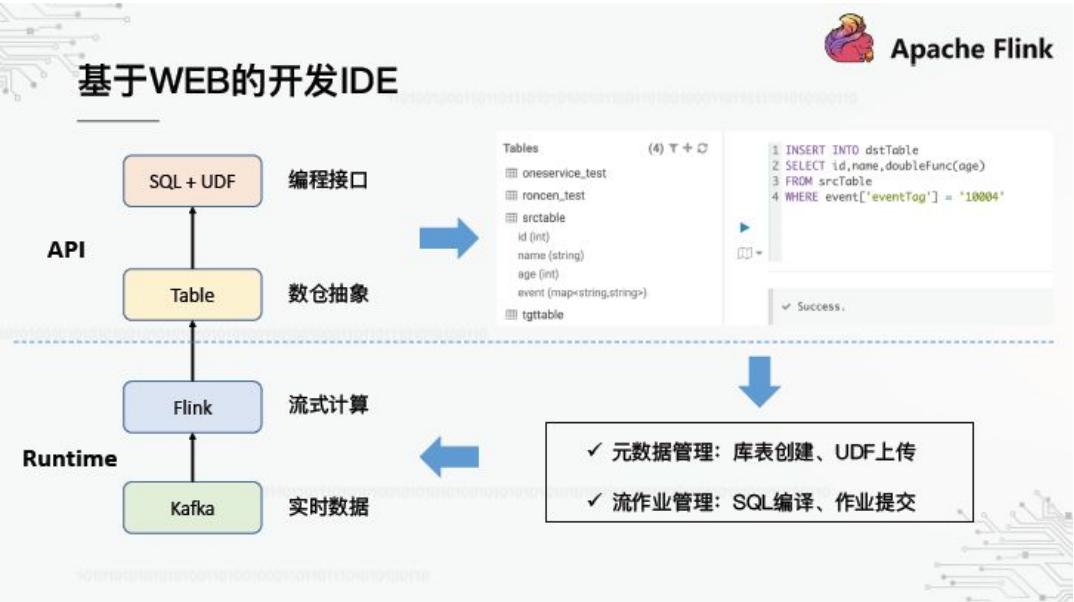 Apache Flink
基于WEB的开发IDE
SQL + UDF
编程接口
API
Table
数仓抽象
Flink
流式计算
Runtime
Kafka
实时数据
Tables (4)
oneservice_test
roncen_test
srctable
id (int)
name (string)
age (int)
event (map<string,string>)
tgttable
1 INSERT INTO dstTable
2 SELECT id,name,doubleFunc(age)
3 FROM srcTable
4 WHERE event['eventTag'] = '10004'
✓ Success.
✓ 元数据管理：库表创建、UDF上传
✓ 流作业管理：SQL编译、作业提交